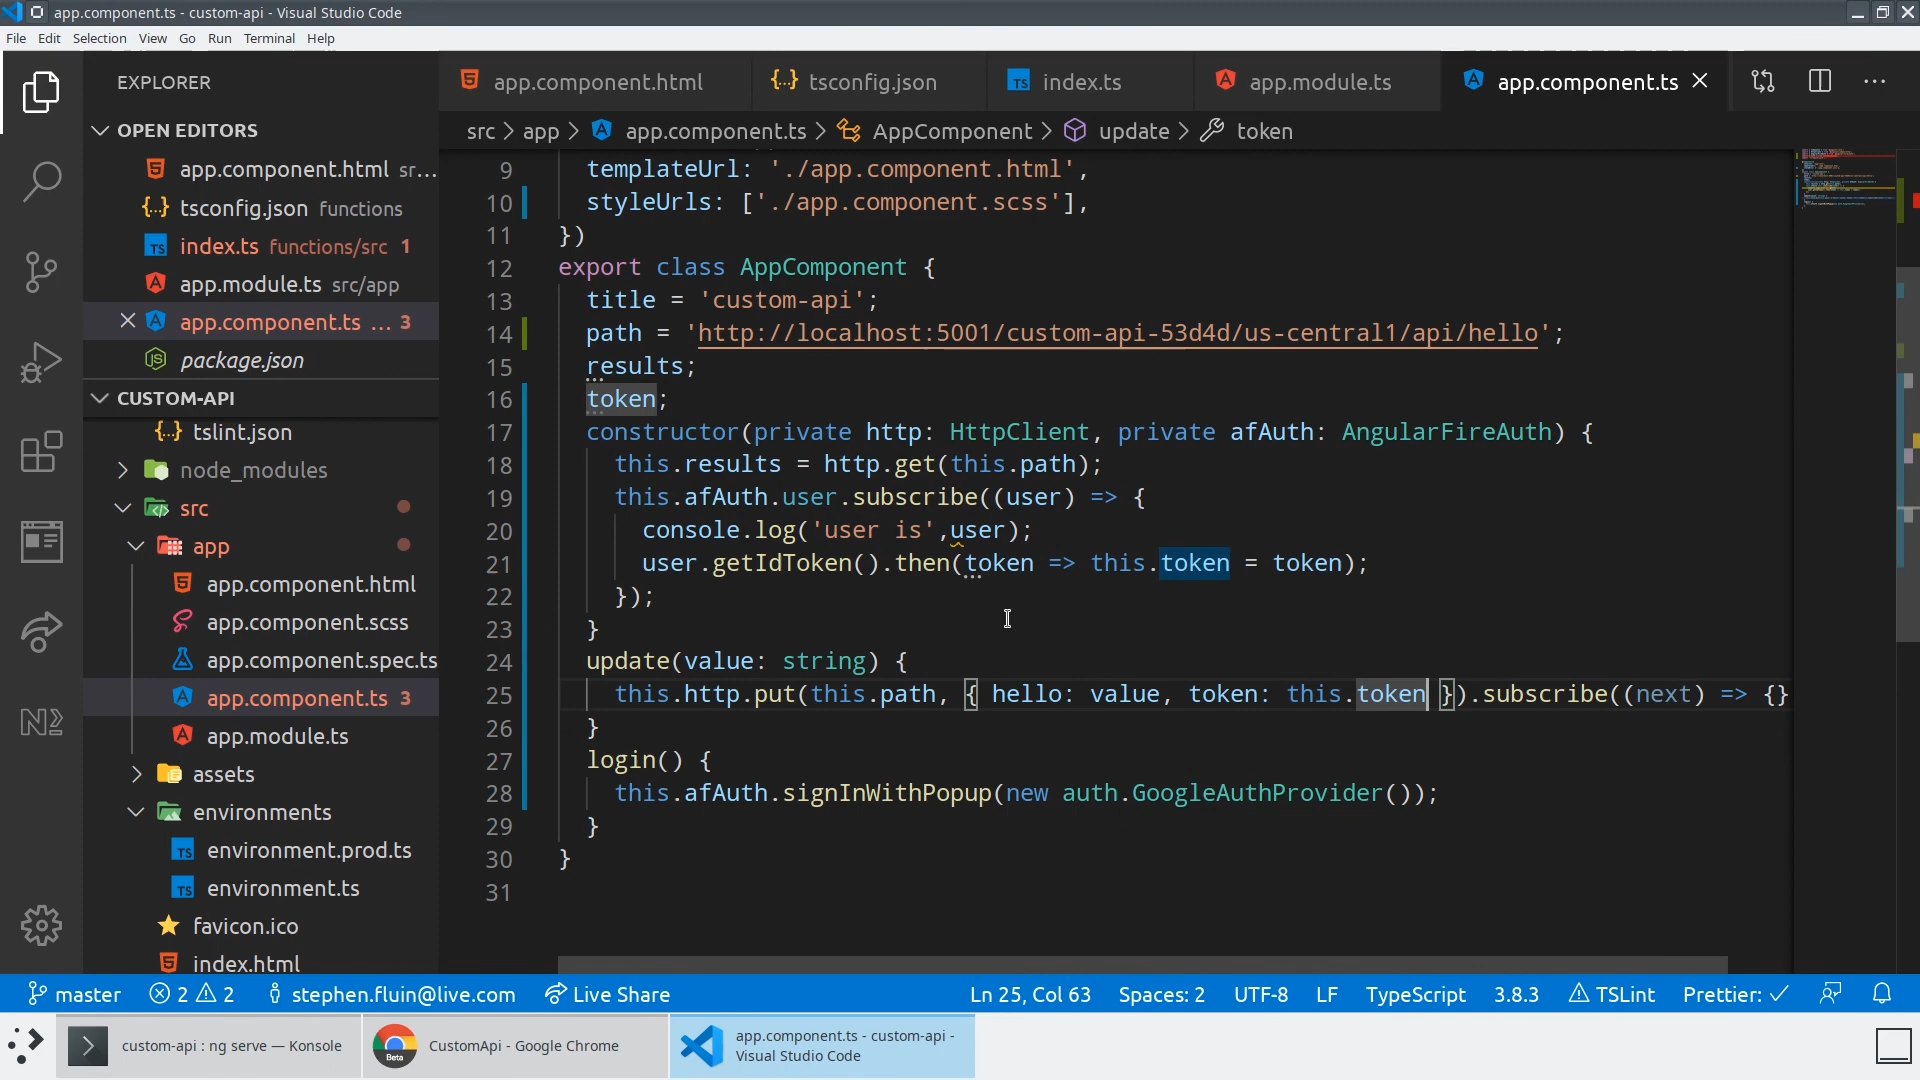 app.component.ts - custom-api - Visual Studio Code
File Edit Selection View Go Run Terminal Help
EXPLORER
OPEN EDITORS
app.component.html sr...
tsconfig.json functions
index.ts functions/src 1
app.module.ts src/app
app.component.ts ... 3
package.json
CUSTOM-API
tslint.json
node_modules
src
app
app.component.html
app.component.scss
app.component.spec.ts
app.component.ts 3
app.module.ts
assets
environments
environment.prod.ts
environment.ts
favicon.ico
index.html
app.component.html tsconfig.json index.ts app.module.ts app.component.ts
src > app > app.component.ts > AppComponent > update > token
9 templateUrl: './app.component.html',
10 styleUrls: ['./app.component.scss'],
11 })
12 export class AppComponent {
13 title = 'custom-api';
14 path = 'http://localhost:5001/custom-api-53d4d/us-central1/api/hello';
15 results;
16 token;
17 constructor(private http: HttpClient, private afAuth: AngularFireAuth) {
18 this.results = http.get(this.path);
19 this.afAuth.user.subscribe((user) => {
20 console.log('user is',user);
21 user.getIdToken().then(token => this.token = token);
22 });
23 }
24 update(value: string) {
25 this.http.put(this.path, { hello: value, token: this.token }).subscribe((next) => {}
26 }
27 login() {
28 this.afAuth.signInWithPopup(new auth.GoogleAuthProvider());
29 }
30 }
31
master 2 2 stephen.fluin@live.com Live Share Ln 25, Col 63 Spaces: 2 UTF-8 LF TypeScript 3.8.3 TSLint Prettier: ✓
custom-api : ng serve — Konsole
Beta
CustomApi - Google Chrome
app.component.ts - custom-api -
Visual Studio Code